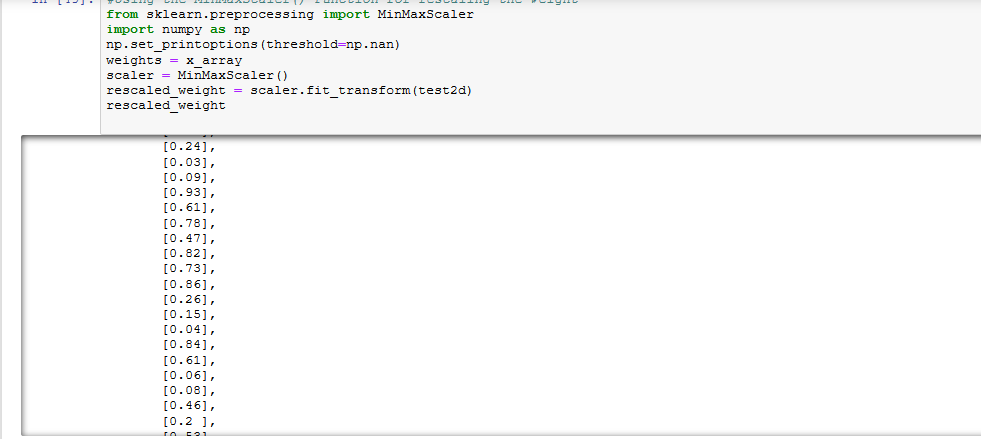 In [49]: #Using the MinMaxScaler() Function for rescaling the Weight
from sklearn.preprocessing import MinMaxScaler
import numpy as np
np.set_printoptions(threshold=np.nan)
weights = x_array
scaler = MinMaxScaler()
rescaled_weight = scaler.fit_transform(test2d)
rescaled_weight
[0.24],
[0.03],
[0.09],
[0.93],
[0.61],
[0.78],
[0.47],
[0.82],
[0.73],
[0.86],
[0.26],
[0.15],
[0.04],
[0.84],
[0.61],
[0.06],
[0.08],
[0.46],
[0.2 ],